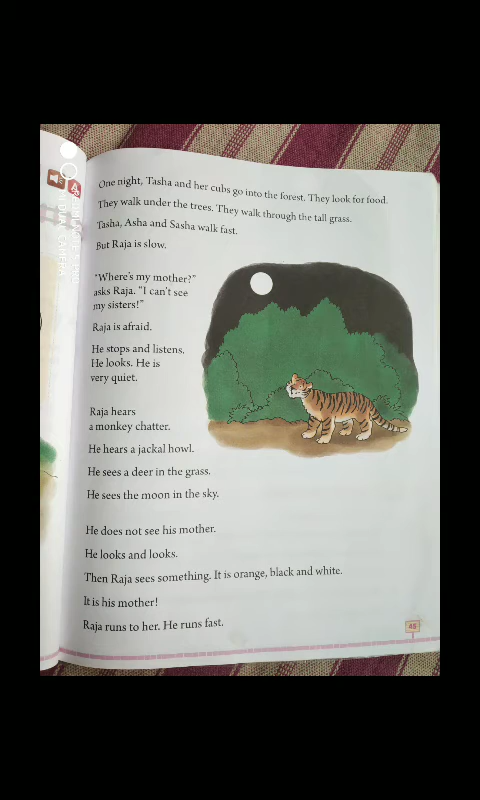 One night, Tasha and her cubs go into the forest. They look for food.
They walk under the trees. They walk through the tall grass.
Tasha, Asha and Sasha walk fast.
But Raja is slow.
"Where's my mother?"
asks Raja. "I can't see
my sisters!"
Raja is afraid.
He stops and listens.
He looks. He is
very quiet.
Raja hears
a monkey chatter.
He hears a jackal howl.
He sees a deer in the grass.
He sees the moon in the sky.
He does not see his mother.
He looks and looks.
Then Raja sees something. It is orange, black and white.
It is his mother!
Raja runs to her. He runs fast.
45